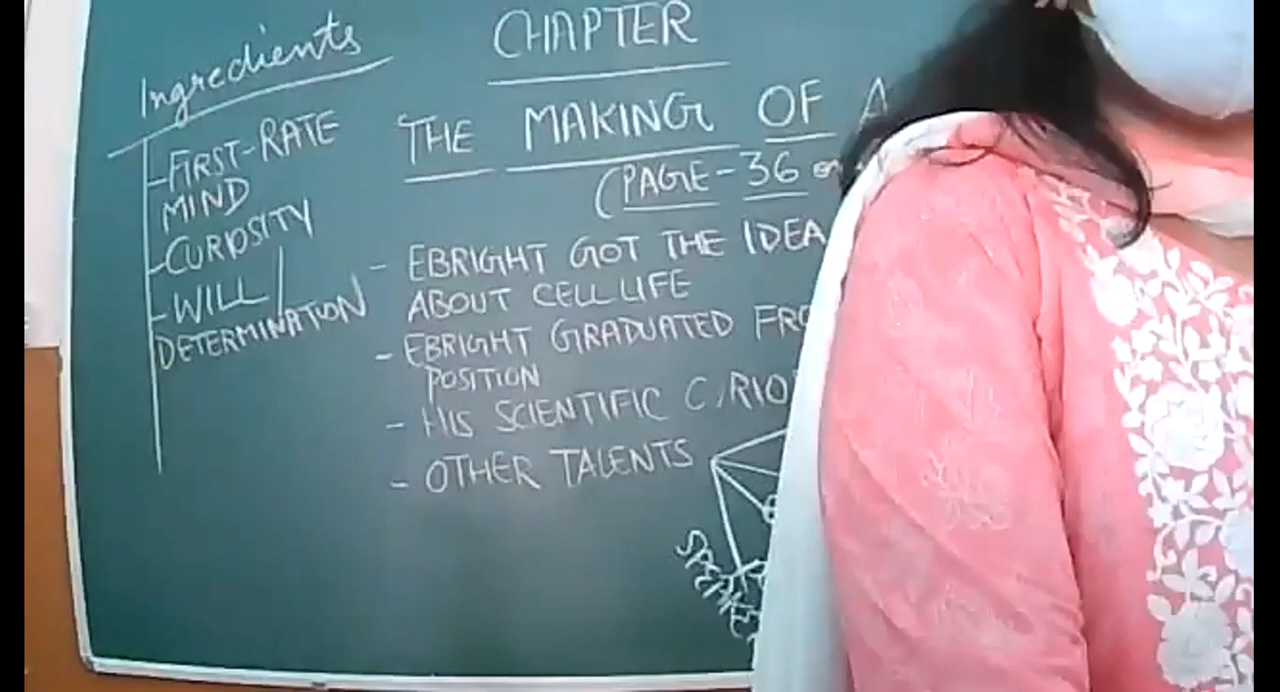 Ingredients
-FIRST-RATE
MIND
-CURIOSITY
-WILL/
DETERMINATION
CHAPTER
THE MAKING OF A
(PAGE-36
- EBRIGHT GOT THE IDEA
ABOUT CELL LIFE
- EBRIGHT GRADUATED FRO
POSITION
- HIS SCIENTIFIC
- OTHER TALENTS